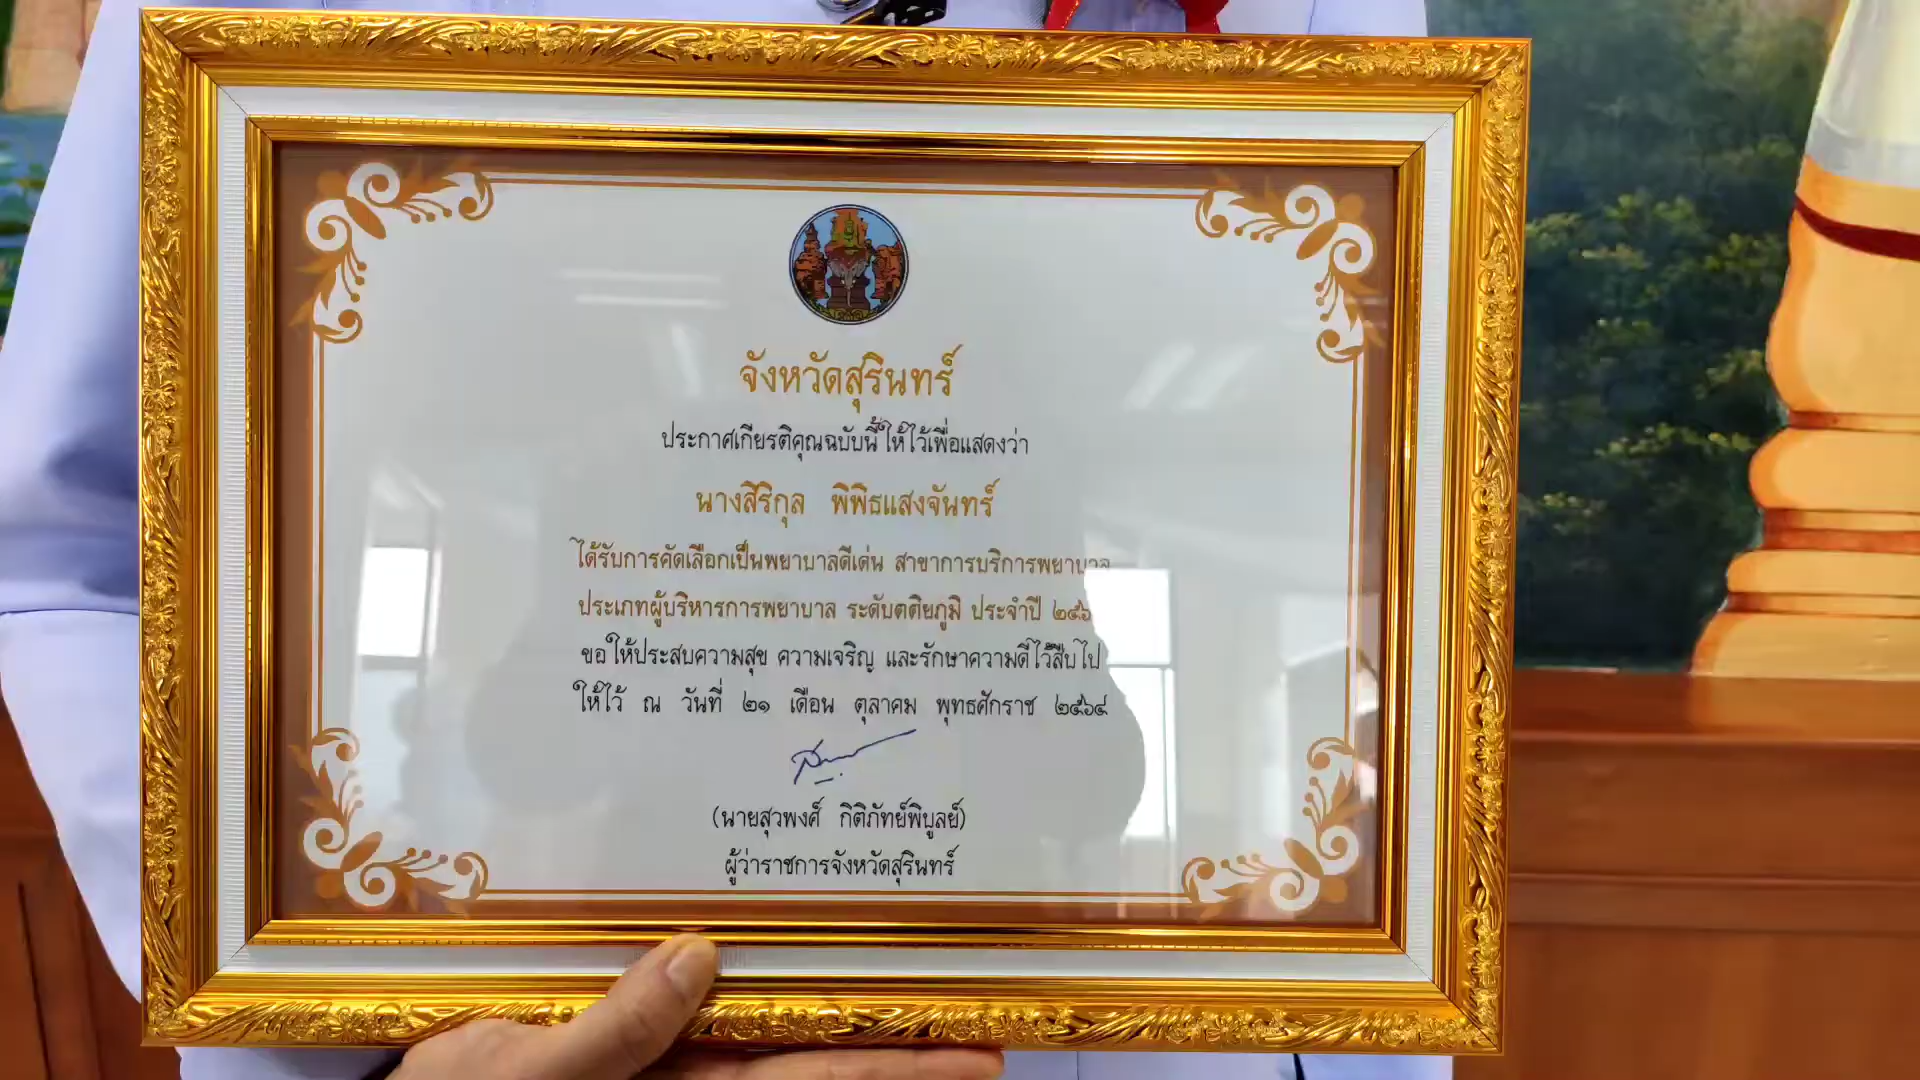 จังหวัดสุรินทร์
ประกาศเกียรติคุณฉบับนี้ให้ไว้เพื่อแสดงว่า
นางสิริกุล พิพิธแสงจันทร์
ได้รับการคัดเลือกเป็นพยาบาลดีเด่น สาขาการบริการพยาบาล
ประเภทผู้บริหารการพยาบาล ระดับตติยภูมิ ประจำปี
ขอให้ประสบความสุข ความเจริญ และรักษาความดีไว้สืบไป
ให้ไว้ ณ วันที่ ๒๑ เดือน ตุลาคม พุทธศักราช ๒๕๖๔
(นายสุวพงศ์ กิติภัทย์พิบูลย์)
ผู้ว่าราชการจังหวัดสุรินทร์